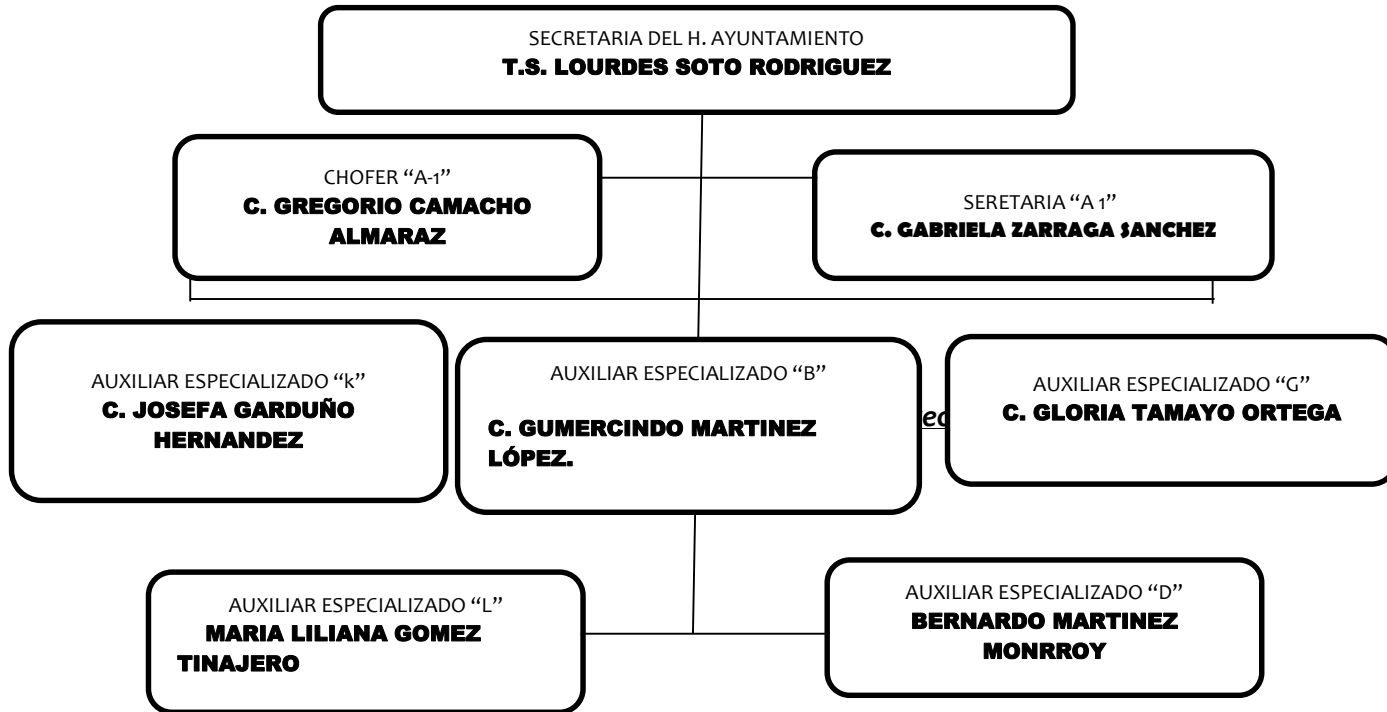 SECRETARIA DEL H. AYUNTAMIENTO
T.S. LOURDES SOTO RODRIGUEZ
CHOFER “A-1”
C. GREGORIO CAMACHO
ALMARAZ
SERETARIA “A 1”
C. GABRIELA ZARRAGA SANCHEZ
AUXILIAR ESPECIALIZADO “k”
C. JOSEFA GARDUÑO
HERNANDEZ
AUXILIAR ESPECIALIZADO “B”
C. GUMERCINDO MARTINEZ
LÓPEZ.
AUXILIAR ESPECIALIZADO “G”
C. GLORIA TAMAYO ORTEGA
AUXILIAR ESPECIALIZADO “L”
MARIA LILIANA GOMEZ
TINAJERO
AUXILIAR ESPECIALIZADO “D”
BERNARDO MARTINEZ
MONRROY